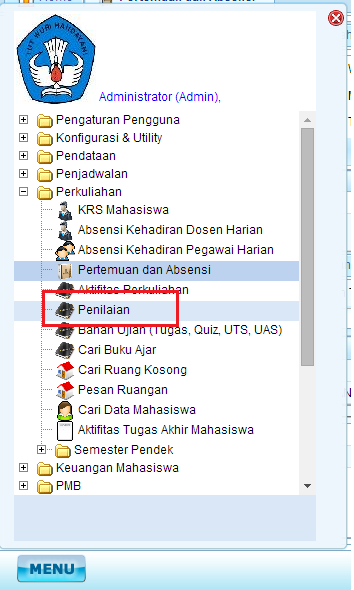 TUT WURI HANDAYANI
Administrator (Admin),
Pengaturan Pengguna
Konfigurasi & Utility
Pendataan
Penjadwalan
Perkuliahan
KRS Mahasiswa
Absensi Kehadiran Dosen Harian
Absensi Kehadiran Pegawai Harian
Pertemuan dan Absensi
Aktifitas Perkuliahan
Penilaian
Bahan Ujian (Tugas, Quiz, UTS, UAS)
Cari Buku Ajar
Cari Ruang Kosong
Pesan Ruangan
Cari Data Mahasiswa
Aktifitas Tugas Akhir Mahasiswa
Semester Pendek
Keuangan Mahasiswa
PMB
MENU